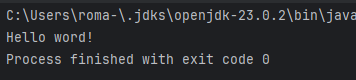 C:\Users\roma-\.jdks\openjdk-23.0.2\bin\java
Hello word!
Process finished with exit code 0